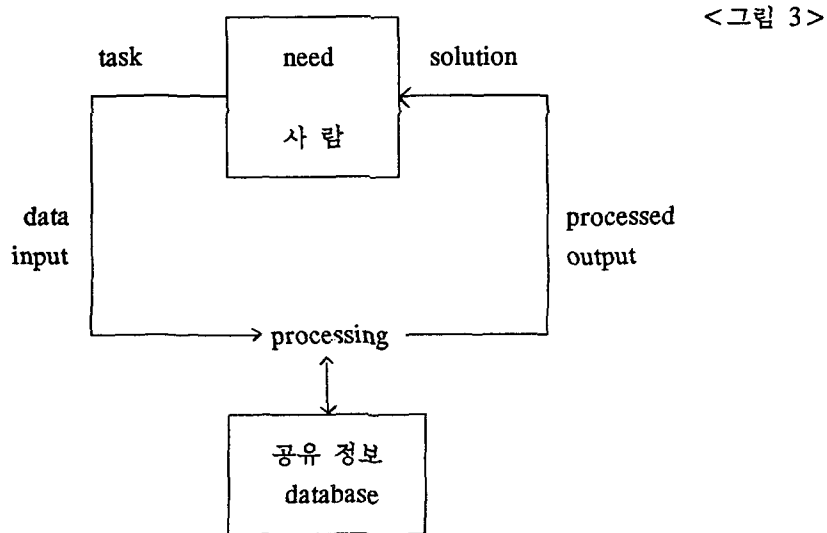 <그림 3>
task
need
solution
사 람
data
input
processed
output
processing
공유 정보
database